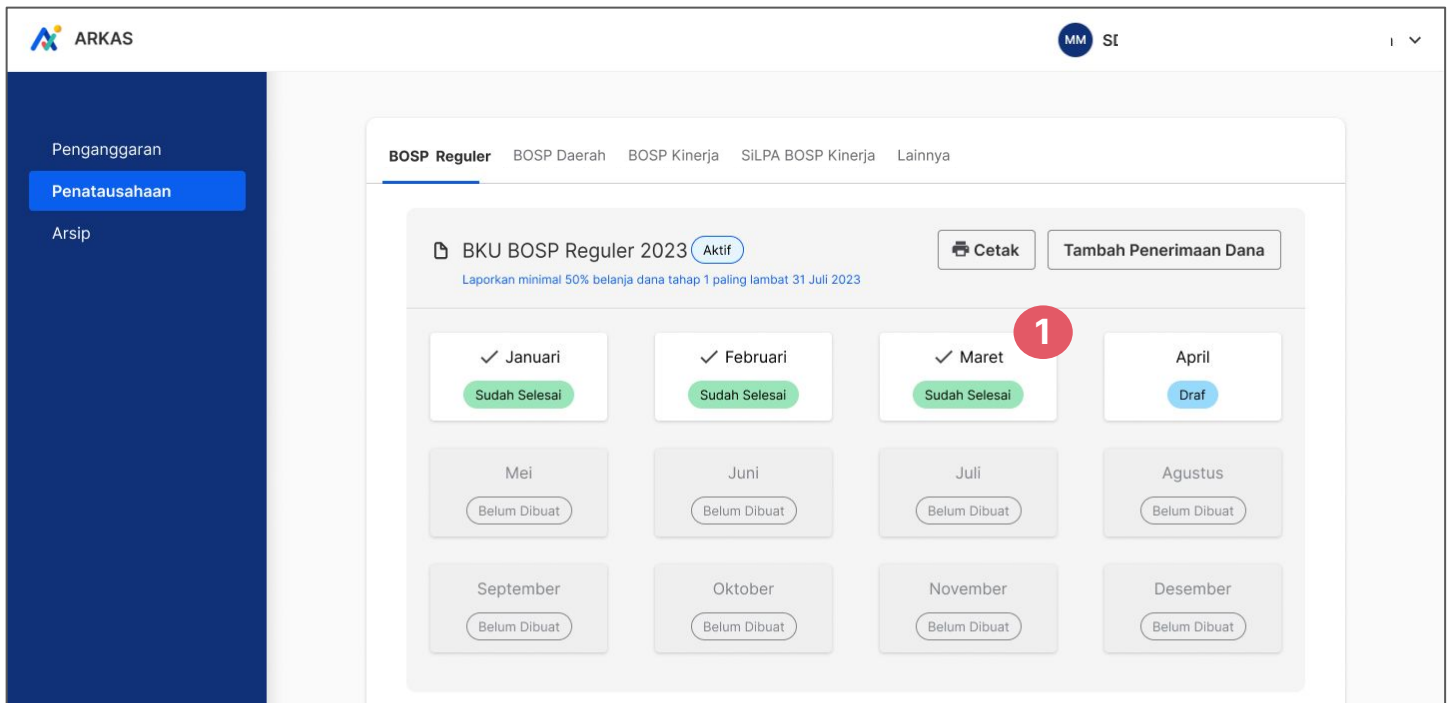 ARKAS
MM
Penganggaran
Penatausahaan
Arsip
BOSP Reguler BOSP Daerah BOSP Kinerja SiLPA BOSP Kinerja Lainnya
BKU BOSP Reguler 2023 Aktif
Laporkan minimal 50% belanja dana tahap 1 paling lambat 31 Juli 2023
Cetak Tambah Penerimaan Dana
1
Januari Februari Maret April
Sudah Selesai Sudah Selesai Sudah Selesai Draf
Mei Juni Juli Agustus
Belum Dibuat Belum Dibuat Belum Dibuat Belum Dibuat
September Oktober November Desember
Belum Dibuat Belum Dibuat Belum Dibuat Belum Dibuat